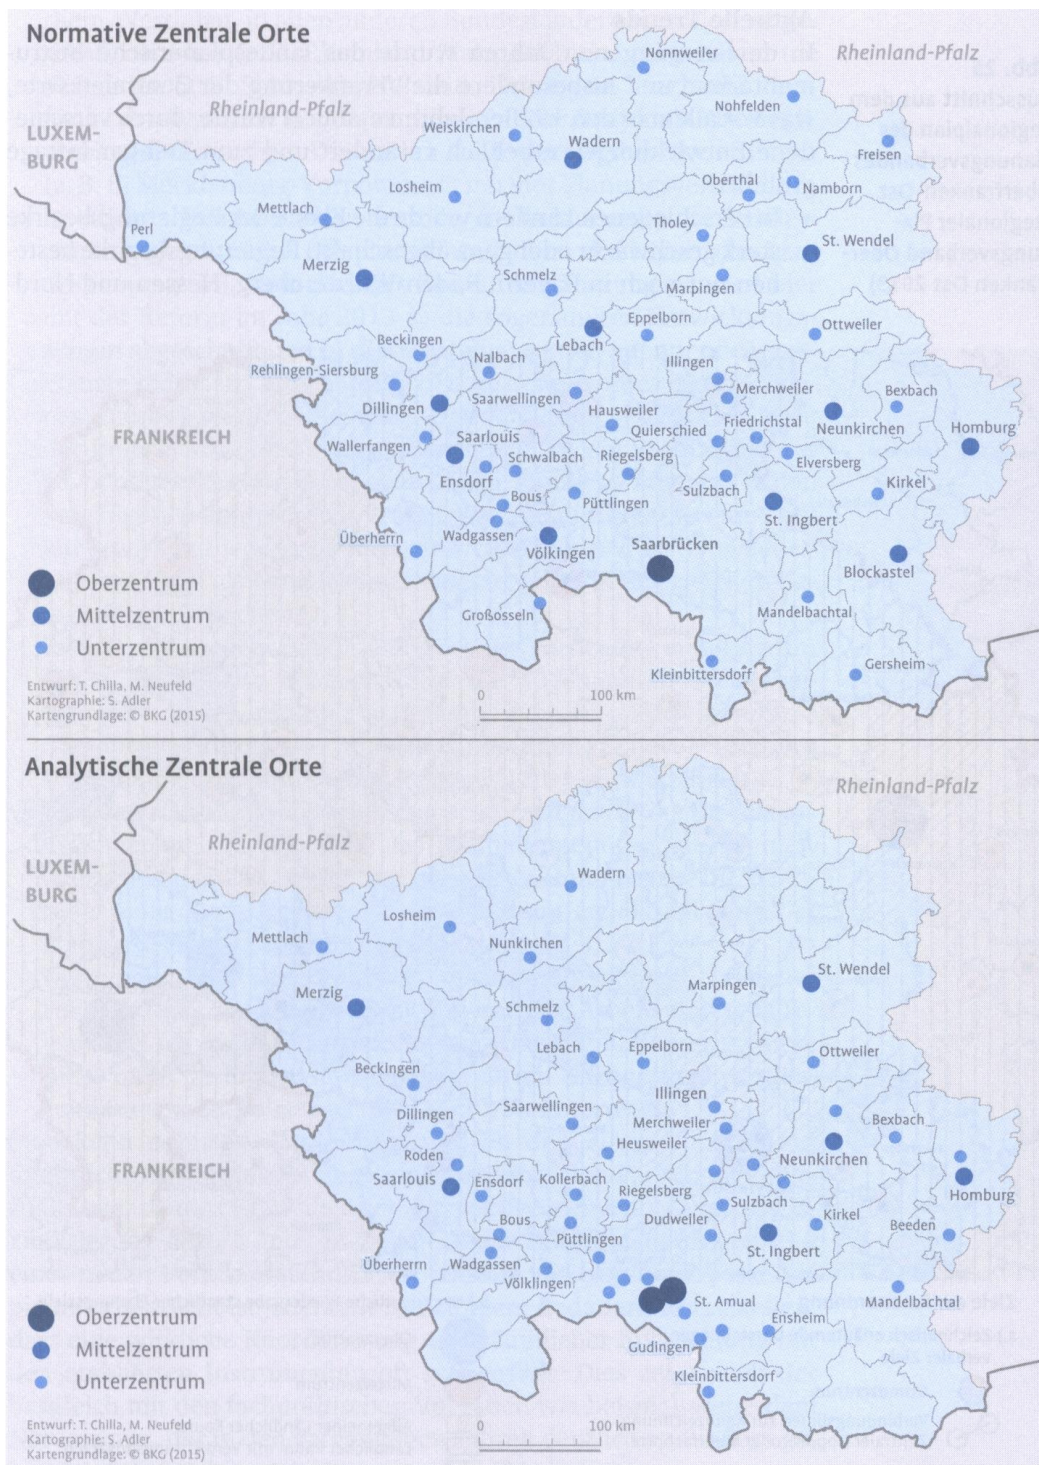 Normative Zentrale Orte
Rheinland-Pfalz
Rheinland-Pfalz
LUXEM-
BURG
FRANKREICH
Nonnweiler
Nohfelden
Weiskirchen
Wadern
Freisen
Losheim
Oberthal
Namborn
Mettlach
Perl
Tholey
St. Wendel
Merzig
Schmelz
Marpingen
Lebach
Eppelborn
Ottweiler
Beckingen
Nalbach
Illingen
Rehlingen-Siersburg
Saarwellingen
Merchweiler
Bexbach
Dillingen
Hausweiler
Neunkirchen
Homburg
Wallerfangen
Saarlouis
Quierschied
Friedrichstal
Schwalbach
Riegelsberg
Elversberg
Ensdorf
Sulzbach
Kirkel
Bous
Püttlingen
St. Ingbert
Überherrn
Wadgassen
Völkingen
Saarbrücken
Blockastel
Großosseln
Mandelbachtal
Kleinbittersdorf
Gersheim
Oberzentrum
Mittelzentrum
Unterzentrum
Entwurf: T. Chilla, M. Neufeld
Kartographie: S. Adler
Kartengrundlage: © BKG (2015)
0 100 km
Analytische Zentrale Orte
Rheinland-Pfalz
Rheinland-Pfalz
LUXEM-
BURG
FRANKREICH
Wadern
Losheim
Mettlach
Nunkirchen
St. Wendel
Merzig
Marpingen
Schmelz
Lebach
Eppelborn
Ottweiler
Beckingen
Illingen
Dillingen
Saarwellingen
Merchweiler
Bexbach
Heusweiler
Roden
Neunkirchen
Saarlouis
Ensdorf
Kollerbach
Riegelsberg
Homburg
Sulzbach
Bous
Dudweiler
Kirkel
Beeden
Püttlingen
St. Ingbert
Überherrn
Wadgassen
Völklingen
Mandelbachtal
St. Arnual
Ensheim
Gudingen
Kleinbittersdorf
Oberzentrum
Mittelzentrum
Unterzentrum
Entwurf: T. Chilla, M. Neufeld
Kartographie: S. Adler
Kartengrundlage: © BKG (2015)
0 100 km